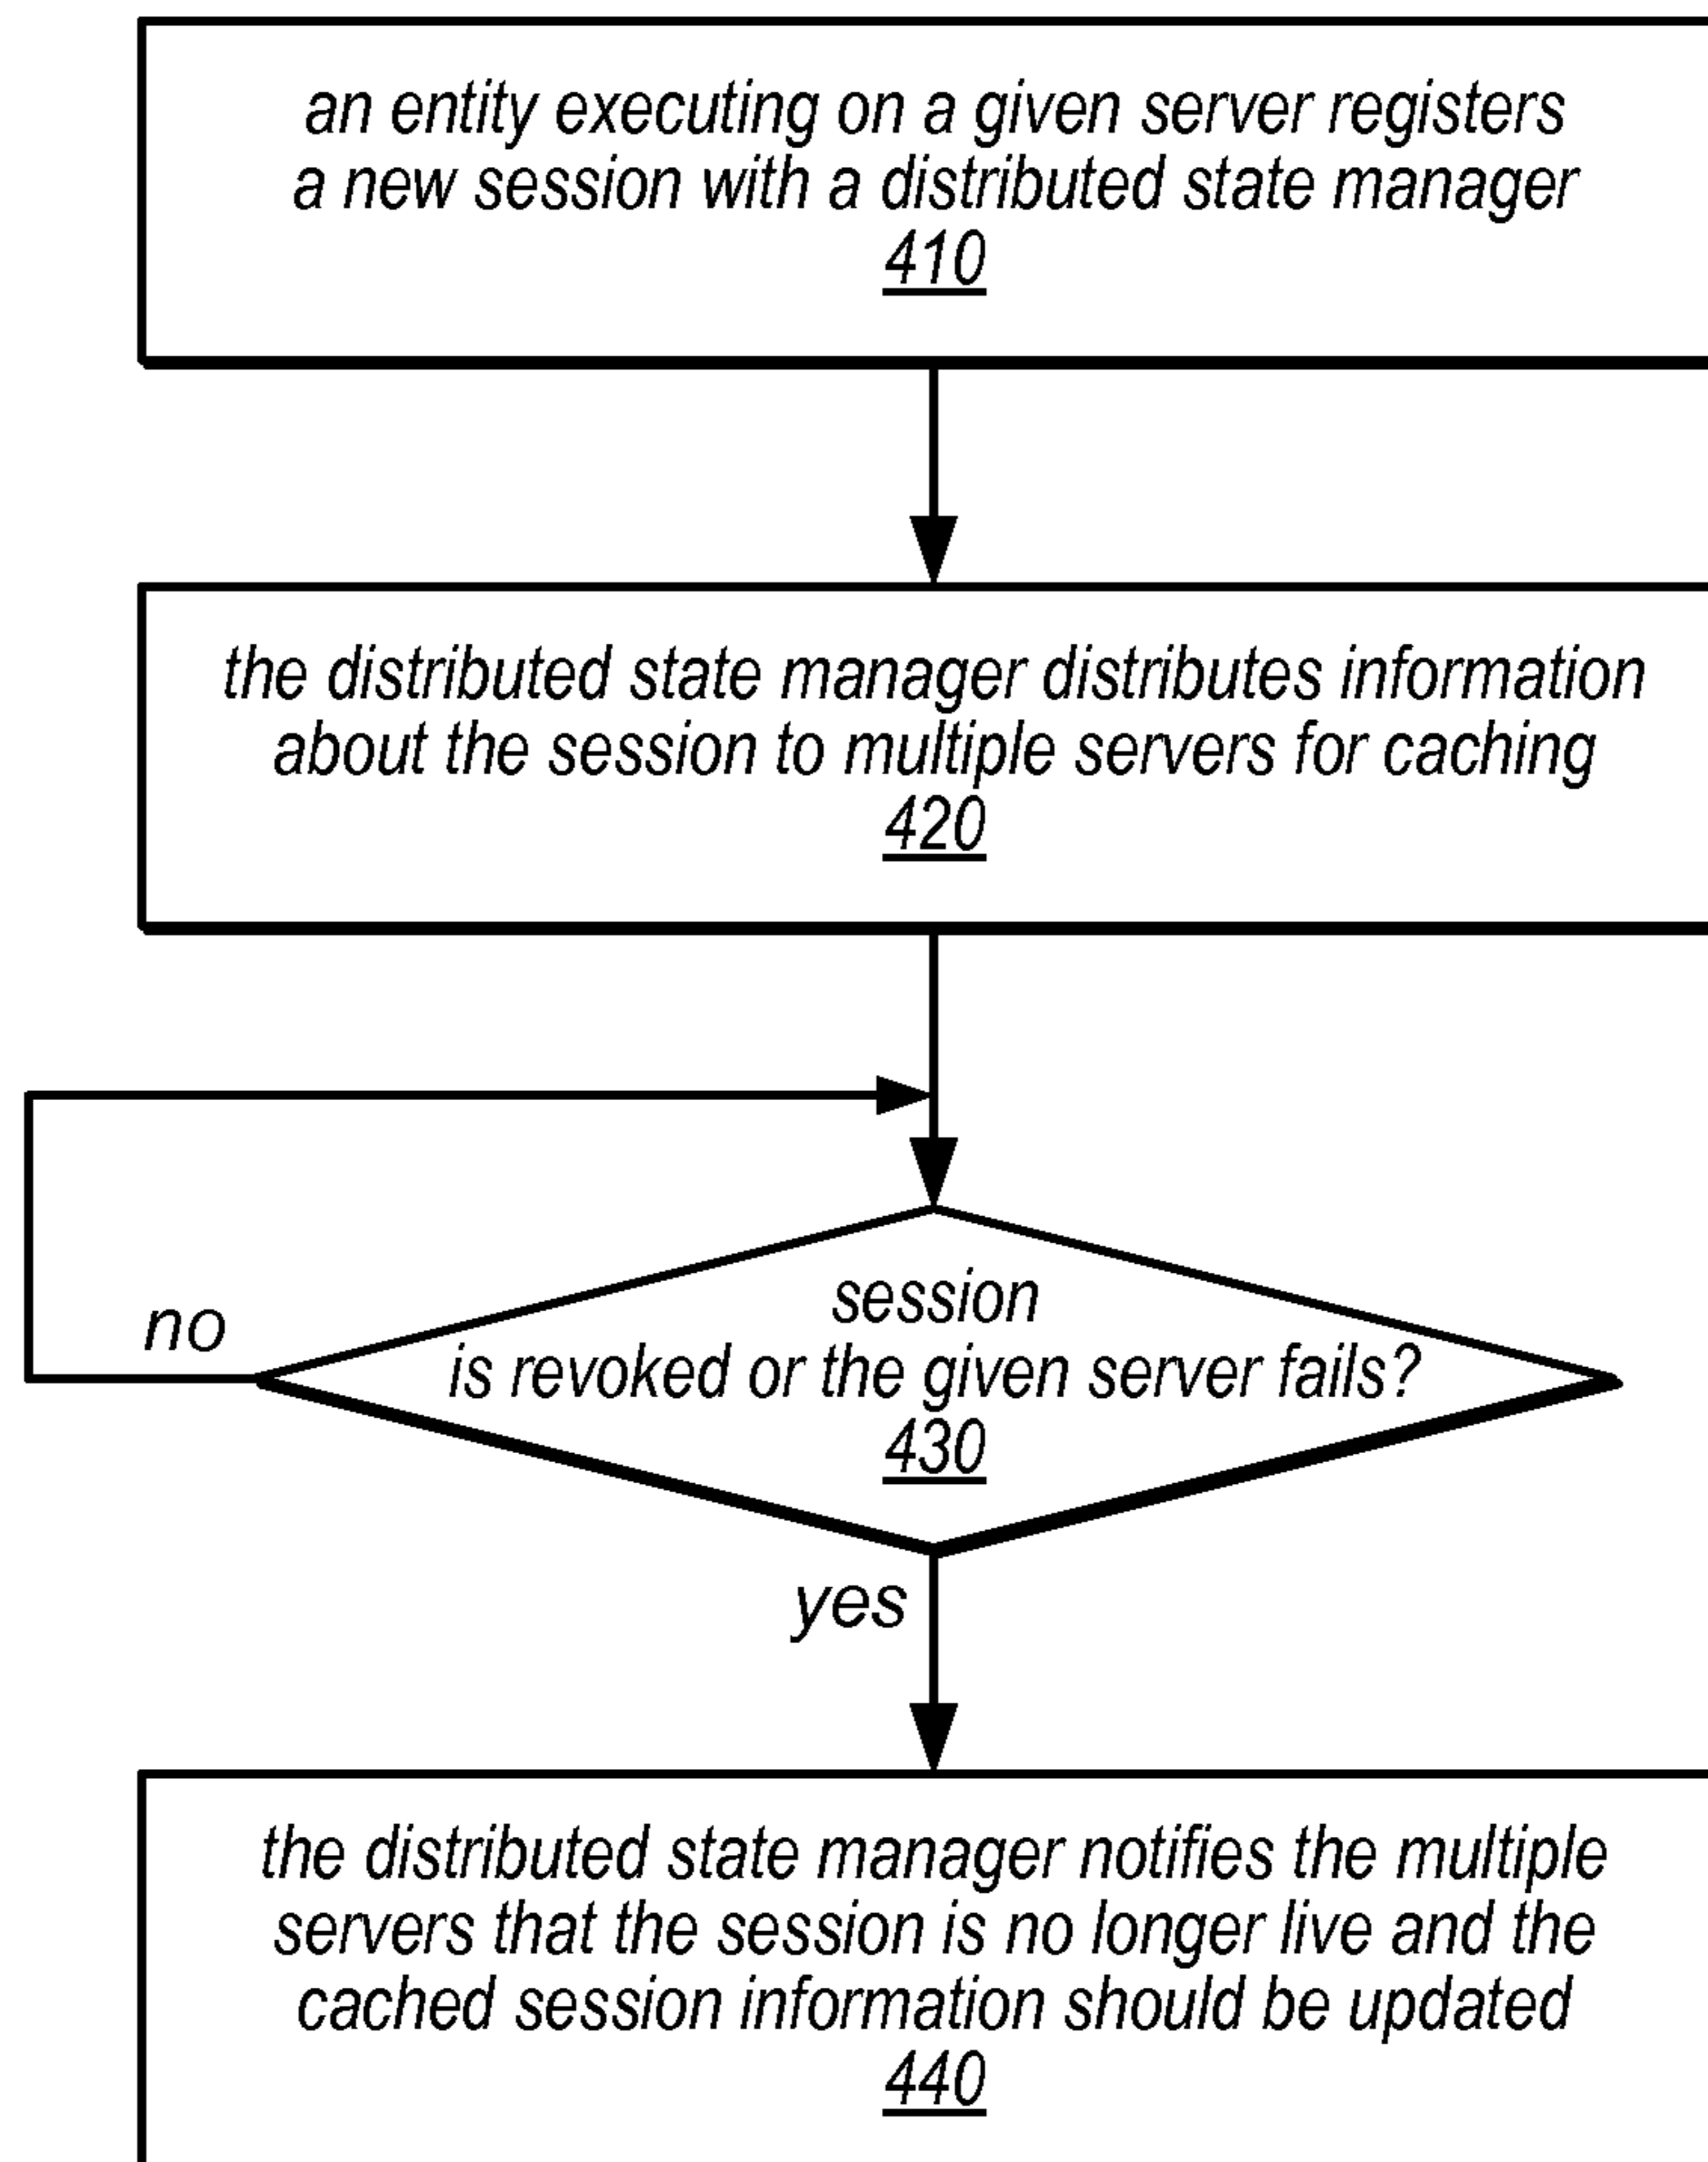 an entity executing on a given server registers
a new session with a distributed state manager
410
the distributed state manager distributes information
about the session to multiple servers for caching
420
session
is revoked or the given server fails?
430
no
yes
the distributed state manager notifies the multiple
servers that the session is no longer live and the
cached session information should be updated
440